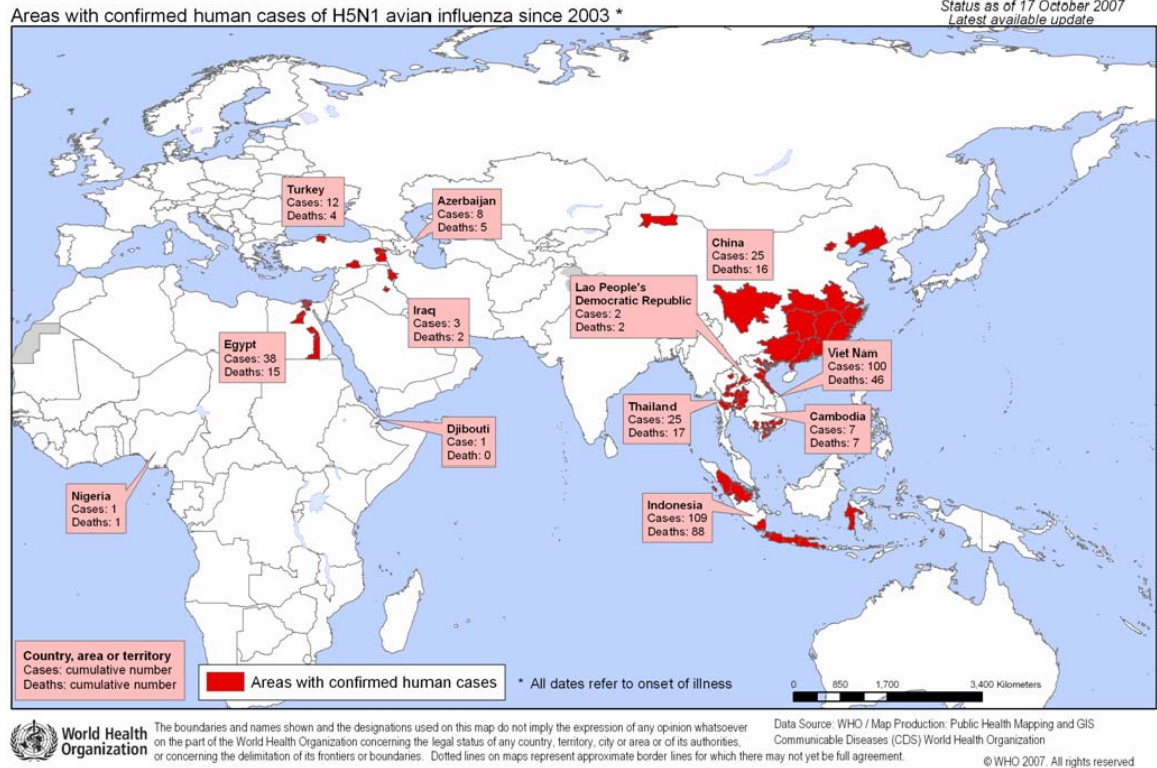 Areas with confirmed human cases of H5N1 avian influenza since 2003 *
Status as of 17 October 2007
Latest available update
Turkey
Cases: 12
Deaths: 4
Azerbaijan
Cases: 8
Deaths: 5
China
Cases: 25
Deaths: 16
Lao People's
Democratic Republic
Cases: 2
Deaths: 2
Iraq
Cases: 3
Deaths: 2
Egypt
Cases: 38
Deaths: 15
Viet Nam
Cases: 100
Deaths: 46
Thailand
Cases: 25
Deaths: 17
Cambodia
Cases: 7
Deaths: 7
Djibouti
Case: 1
Death: 0
Nigeria
Cases: 1
Deaths: 1
Indonesia
Cases: 109
Deaths: 88
Country, area or territory
Cases: cumulative number
Deaths: cumulative number
Areas with confirmed human cases
* All dates refer to onset of illness
0 850 1,700 3,400 Kilometers
World Health
Organization
The boundaries and names shown and the designations used on this map do not imply the expression of any opinion whatsoever
on the part of the World Health Organization concerning the legal status of any country, territory, city or area or of its authorities,
or concerning the delimitation of its frontiers or boundaries. Dotted lines on maps represent approximate border lines for which there may not yet be full agreement.
Data Source: WHO / Map Production: Public Health Mapping and GIS
Communicable Diseases (CDS) World Health Organization
© WHO 2007. All rights reserved